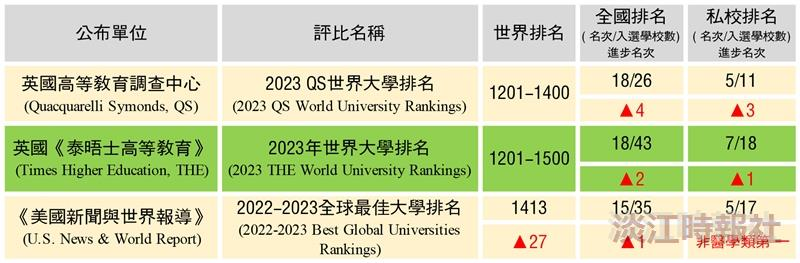 公布單位 評比名稱 世界排名 全國排名 私校排名
(名次/入選學校數) (名次/入選學校數)
進步名次 進步名次
英國高等教育調查中心 2023 QS世界大學排名 1201-1400 18/26 5/11
(Quacquarelli Symonds, QS) (2023 QS World University Rankings) ▲4 ▲3
英國《泰晤士高等教育》 2023年世界大學排名 1201-1500 18/43 7/18
(Times Higher Education, THE) (2023 THE World University Rankings) ▲2 ▲1
《美國新聞與世界報導》 2022-2023全球最佳大學排名 1413 15/35 5/17
(U.S. News & World Report) (2022-2023 Best Global Universities ▲27 ▲1 非醫學類第一
Rankings)
淡江時報社